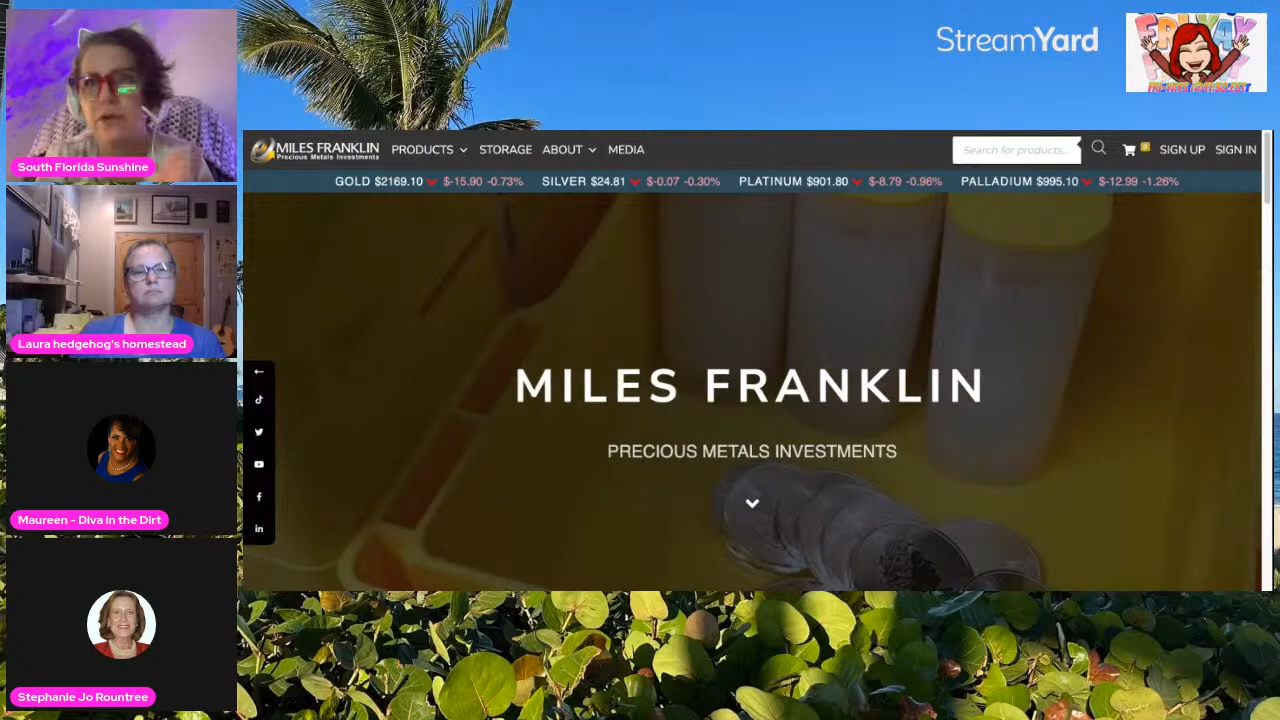 StreamYard
South Florida Sunshine
Laura hedgehog's homestead
Maureen - Diva In the Dirt
Stephanie Jo Rountree
MILES FRANKLIN
Precious Metals Investments
PRODUCTS STORAGE ABOUT MEDIA
Search for products...
0
SIGN UP SIGN IN
GOLD $2169.10 $-15.90 -0.73% SILVER $24.81 $-0.07 -0.30% PLATINUM $901.80 $-8.79 -0.96% PALLADIUM $995.10 $-12.99 -1.26%
MILES FRANKLIN
PRECIOUS METALS INVESTMENTS